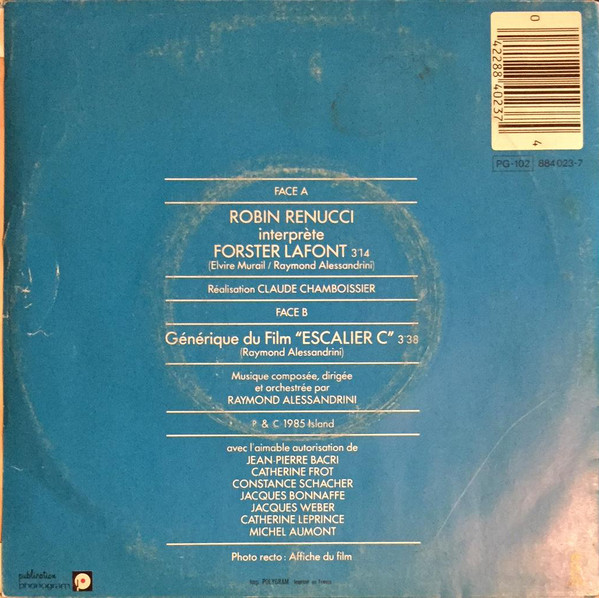 0
42288 40237
4
PG-102 884 023-7
FACE A
ROBIN RENUCCI
interprète
FORSTER LAFONT 3'14
(Elvire Murail / Raymond Alessandrini)
Réalisation CLAUDE CHAMBOISSIER
FACE B
Générique du Film "ESCALIER C" 3'38
(Raymond Alessandrini)
Musique composée, dirigée
et orchestrée par
RAYMOND ALESSANDRINI
P & C 1985 Island
avec l'aimable autorisation de
JEAN-PIERRE BACRI
CATHERINE FROT
CONSTANCE SCHACHER
JACQUES BONNAFFE
JACQUES WEBER
CATHERINE LEPRINCE
MICHEL AUMONT
Photo recto : Affiche du film
publication
phonogram
Imp. POLYGRAM en France